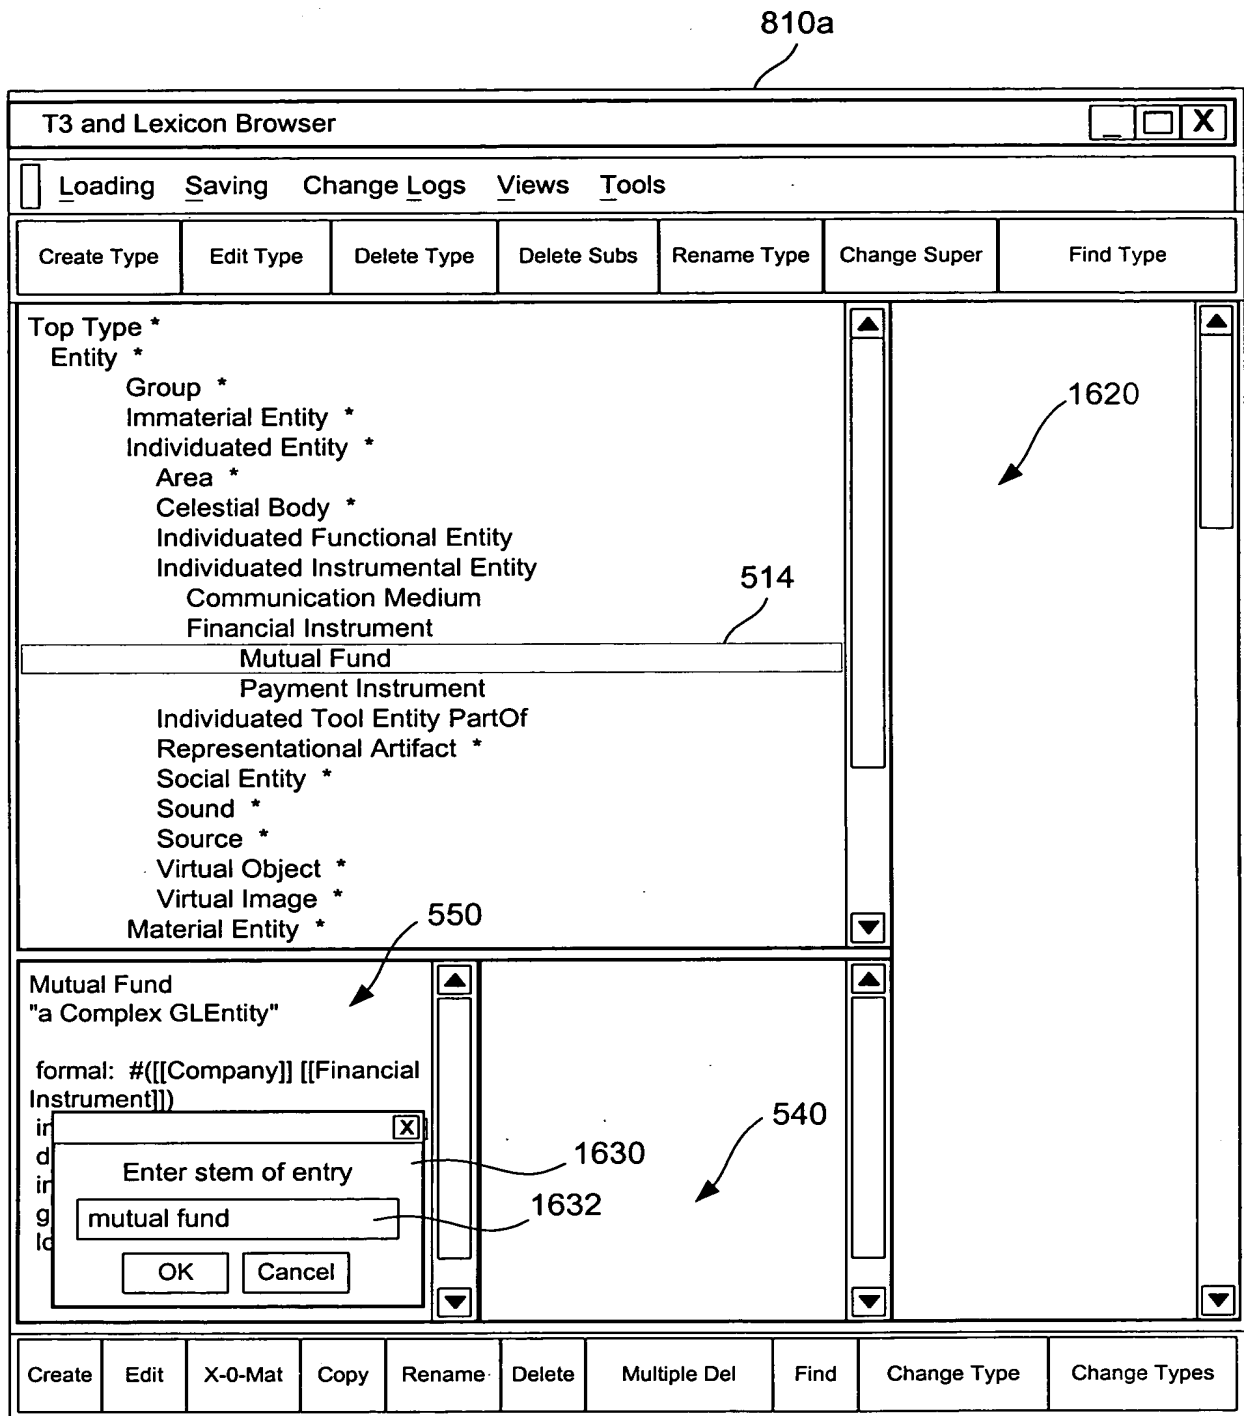 810a
T3 and Lexicon Browser
X
Loading Saving Change Logs Views Tools
Create Type Edit Type Delete Type Delete Subs Rename Type Change Super Find Type
Top Type *
Entity *
Group *
Immaterial Entity *
1620
Individuated Entity *
Area *
Celestial Body *
Individuated Functional Entity
Individuated Instrumental Entity
514
Communication Medium
Financial Instrument
Mutual Fund
Payment Instrument
Individuated Tool Entity PartOf
Representational Artifact *
Social Entity *
Sound *
Source *
Virtual Object *
Virtual Image *
550
Material Entity *
Mutual Fund
"a Complex GLEntity"
formal: #([[Company]] [[Financial
Instrument]])
540
X
1630
Enter stem of entry
1632
mutual fund
OK Cancel
Create Edit X-0-Mat Copy Rename Delete Multiple Del Find Change Type Change Types